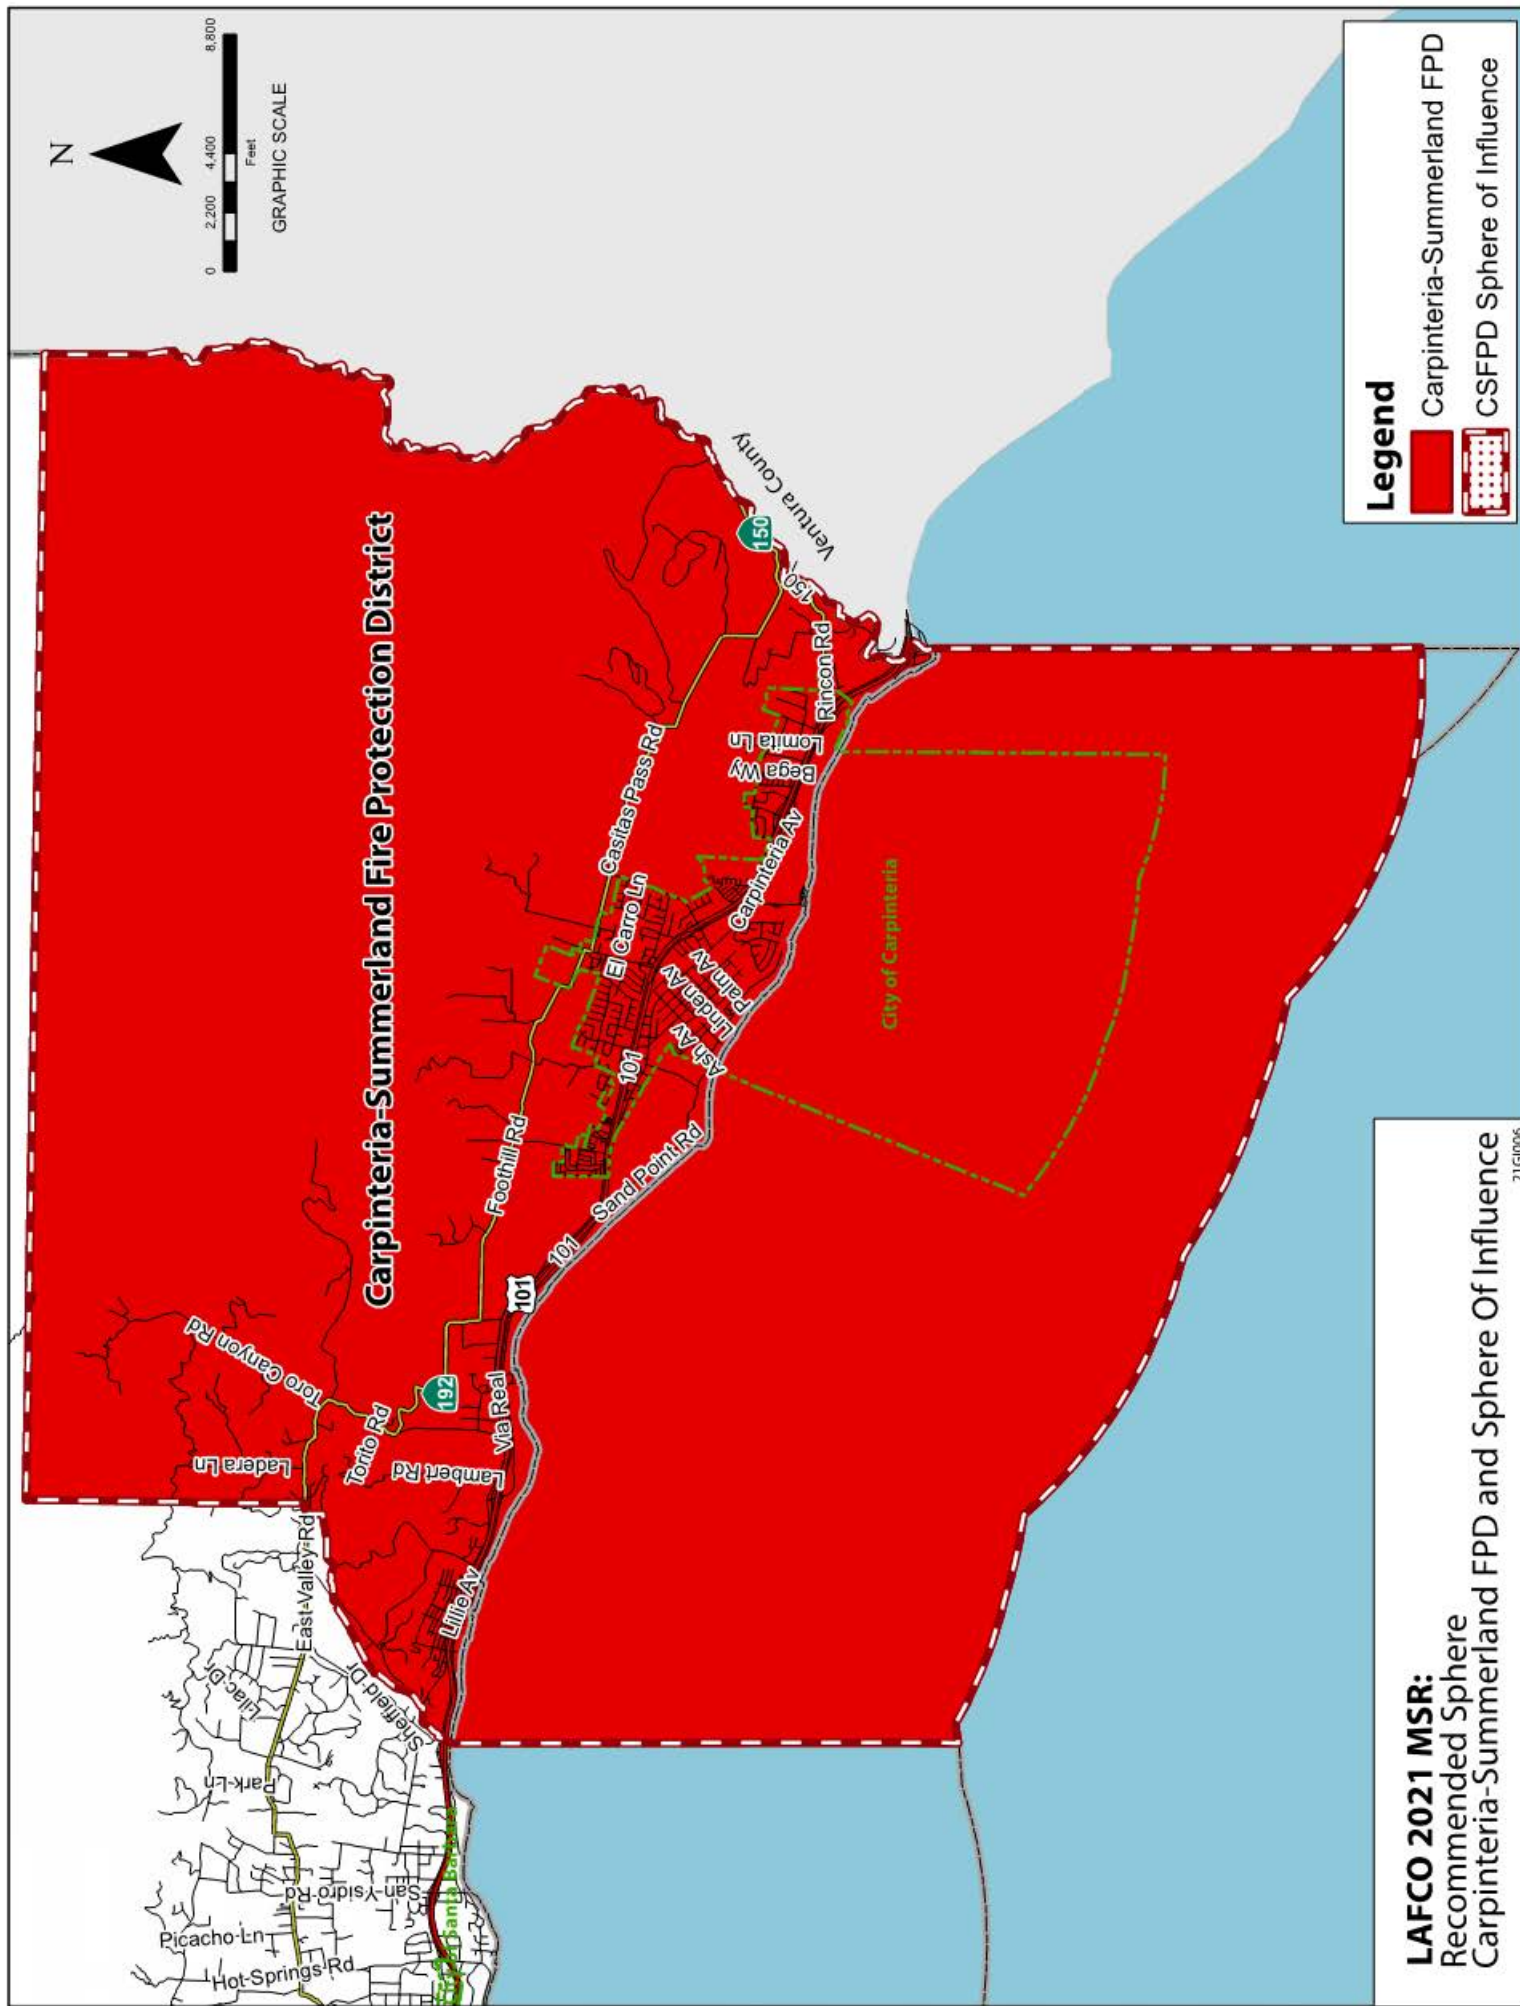 N
0 2,200 4,400 8,800
Feet
GRAPHIC SCALE
Carpinteria-Summerland Fire Protection District
Toro Canyon Rd
Ladera Ln
Torito Rd
Lambert Rd
192
Via Real
Lillie Av
East Valley Rd
Sheffield Dr
Lilac Dr
Park Ln
San Ysidro Rd
Picacho Ln
Hot Springs Rd
Santa Barbara
Foothill Rd
101
101
Sand Point Rd
101
Casitas Pass Rd
El Carro Ln
Ash Av
Linden Av
Palm Av
Carpinteria Av
Bega Wy
Lomita Ln
Rincon Rd
150
150
Ventura County
City of Carpinteria
LAFCO 2021 MSR:
Recommended Sphere
Carpinteria-Summerland FPD and Sphere Of Influence
21GI006
Legend
Carpinteria-Summerland FPD
CSFPD Sphere of Influence